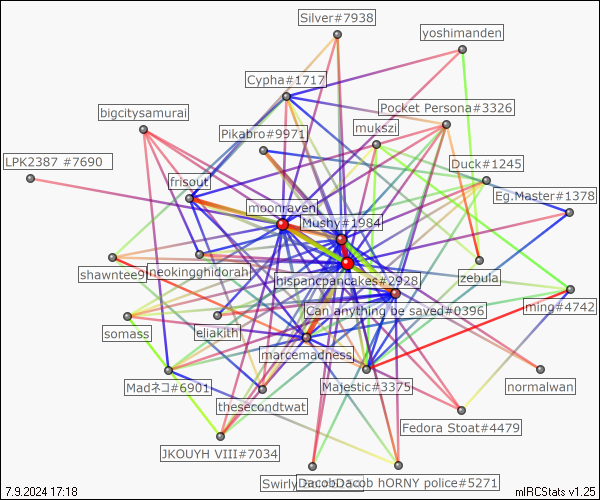 Silver#7938
yoshimanden
Cypha#1717
Pocket Persona#3326
bigcitysamurai
mukszi
Pikabro#9971
LPK2387 #7690
Duck#1245
frisout
Eg.Master#1378
moonraven
Mushy#1984
shawntee9
neokingghidorah
hispancpancakes#2928
zebula
Can anything be saved#0396
ming#4742
somass
eliakith
marcemadness
Madネコ#6901
Majestic#3375
normalwan
thesecondtwat
Fedora Stoat#4479
JKOUYH VIII#7034
Jacob hORNY police#5271
7.9.2024 17:18
mIRCStats v1.25